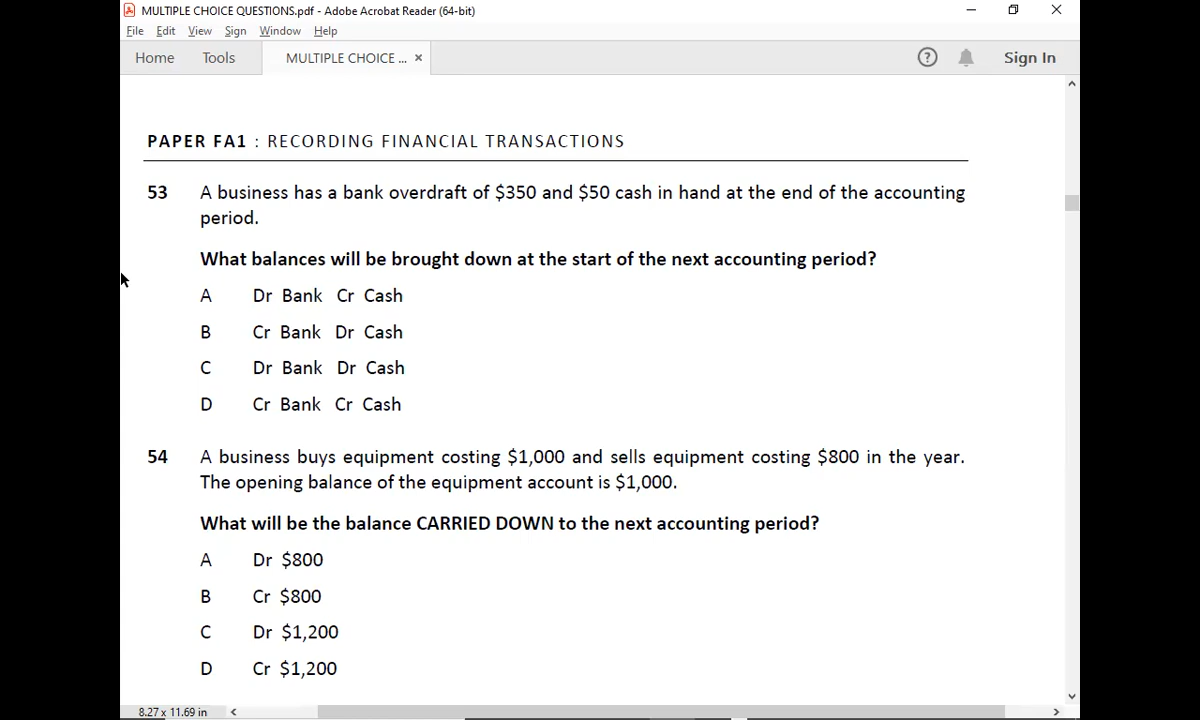 MULTIPLE CHOICE QUESTIONS.pdf - Adobe Acrobat Reader (64-bit)
File Edit View Sign Window Help
Home Tools MULTIPLE CHOICE ... × Sign In
PAPER FA1 : RECORDING FINANCIAL TRANSACTIONS
53 A business has a bank overdraft of $350 and $50 cash in hand at the end of the accounting
period.
What balances will be brought down at the start of the next accounting period?
A Dr Bank Cr Cash
B Cr Bank Dr Cash
C Dr Bank Dr Cash
D Cr Bank Cr Cash
54 A business buys equipment costing $1,000 and sells equipment costing $800 in the year.
The opening balance of the equipment account is $1,000.
What will be the balance CARRIED DOWN to the next accounting period?
A Dr $800
B Cr $800
C Dr $1,200
D Cr $1,200
8.27 x 11.69 in